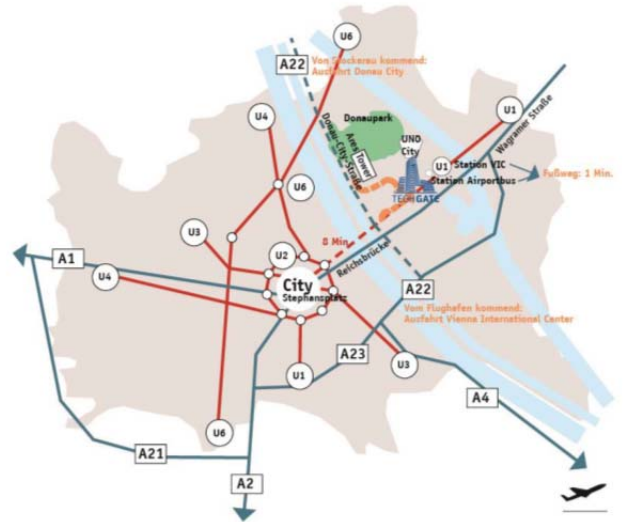 U6
A22
Von Stockerau kommend:
Ausfahrt Donau City
U4
Donaupark
Wagramer Straße
U1
UNO
City
Ares Tower
Donau-City-Straße
U1
Station VIC
Station Airportbus
Fußweg: 1 Min.
TECHGATE
U6
U3
U2
8 Min.
Reichsbrücke
A1
U4
City
Stephansplatz
A22
Vom Flughafen kommend:
Ausfahrt Vienna International Center
A23
U3
U1
A4
U6
A21
A2